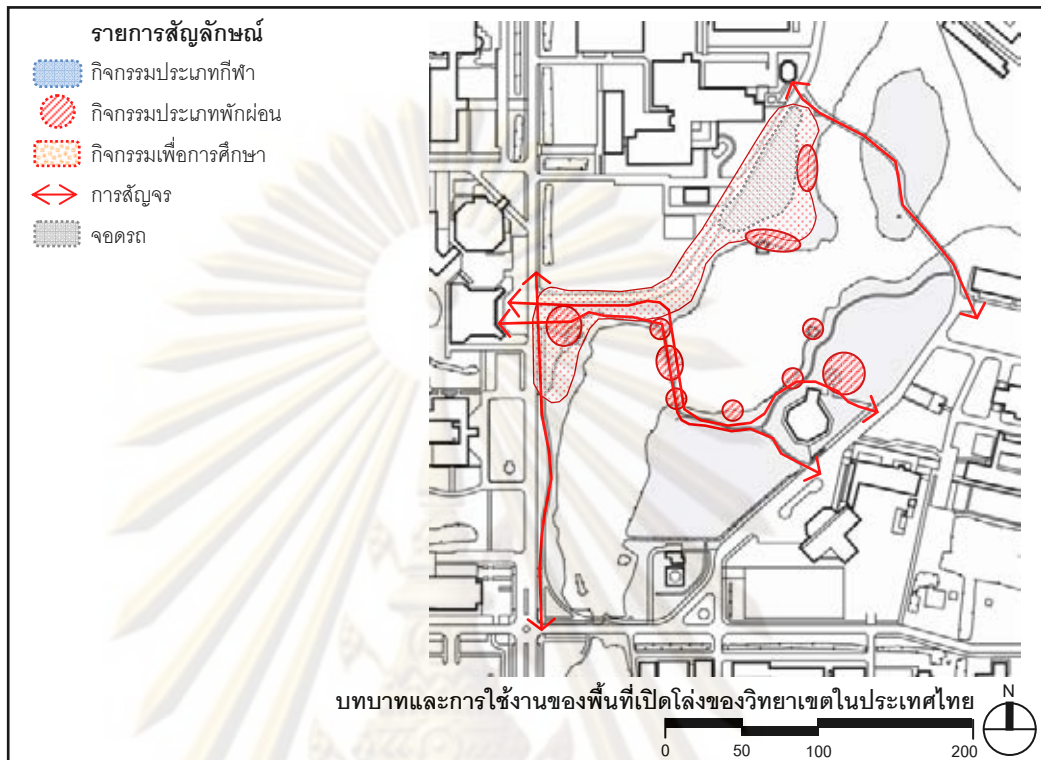 รายการสัญลักษณ์
กิจกรรมประเภทกีฬา
กิจกรรมประเภทพักผ่อน
กิจกรรมเพื่อการศึกษา
การสัญจร
จอดรถ
บทบาทและการใช้งานของพื้นที่เปิดโล่งของวิทยาเขตในประเทศไทย
N
0 50 100 200